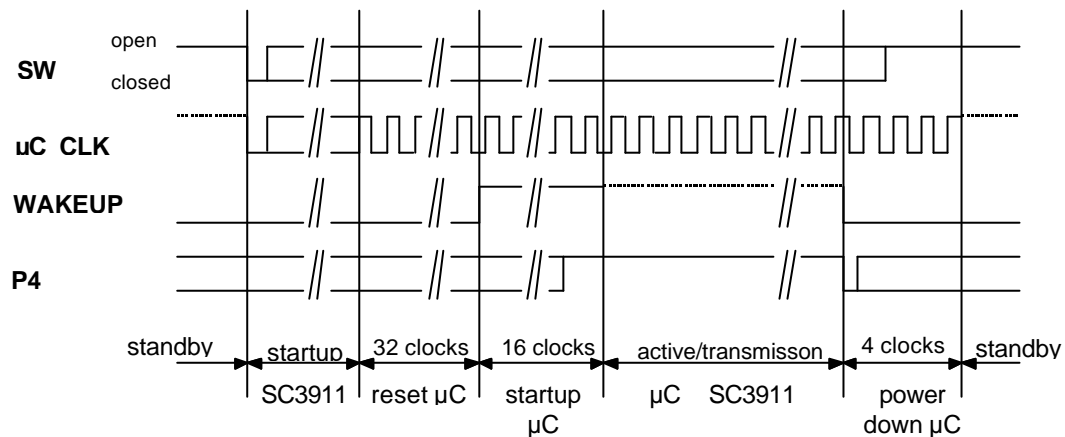 open
SW
closed
µC CLK
WAKEUP
P4
standby startup 32 clocks 16 clocks active/transmisson 4 clocks standby
SC3911 reset µC startup µC SC3911 power
µC down µC